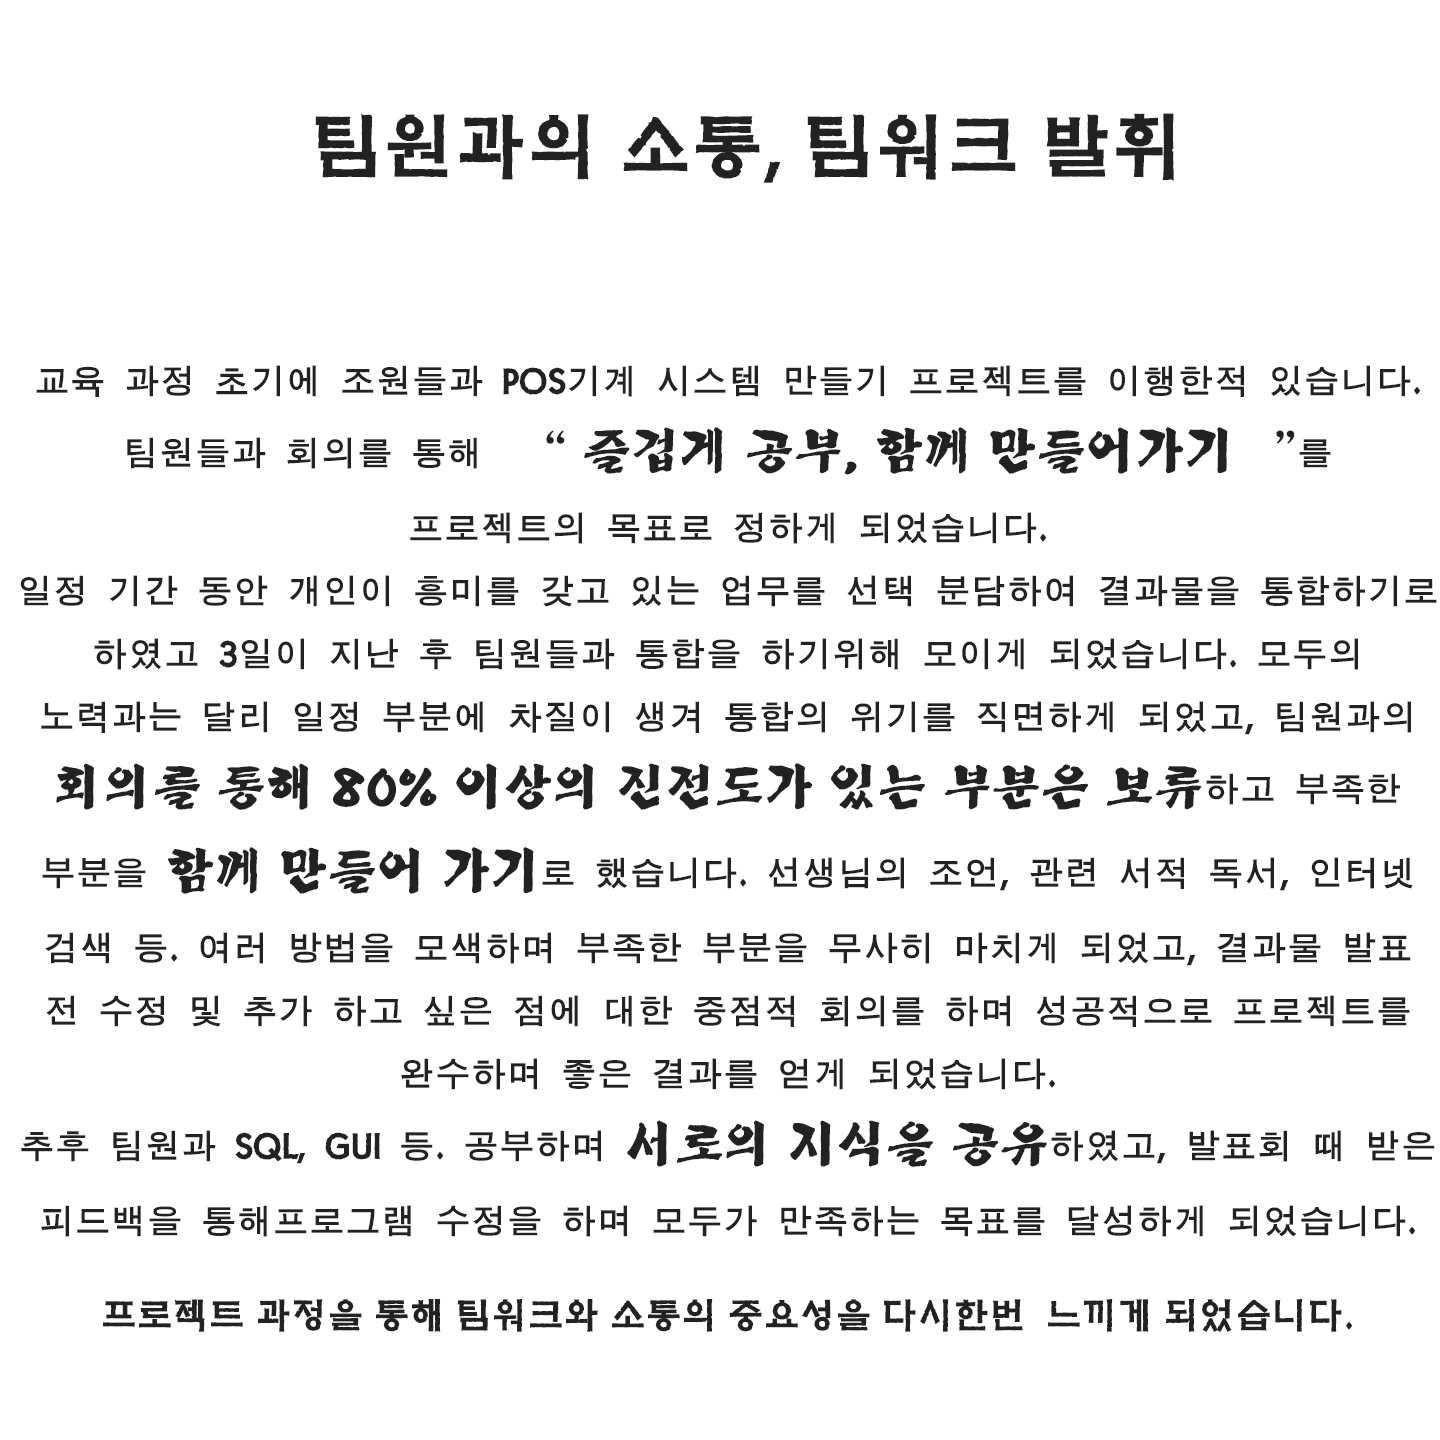 팀원과의 소통, 팀워크 발휘
교육 과정 초기에 조원들과 POS기계 시스템 만들기 프로젝트를 이행한적 있습니다.
팀원들과 회의를 통해 “ 즐겁게 공부, 함께 만들어가기 ”를
프로젝트의 목표로 정하게 되었습니다.
일정 기간 동안 개인이 흥미를 갖고 있는 업무를 선택 분담하여 결과물을 통합하기로
하였고 3일이 지난 후 팀원들과 통합을 하기위해 모이게 되었습니다. 모두의
노력과는 달리 일정 부분에 차질이 생겨 통합의 위기를 직면하게 되었고, 팀원과의
회의를 통해 80% 이상의 진전도가 있는 부분은 보류하고 부족한
부분을 함께 만들어 가기로 했습니다. 선생님의 조언, 관련 서적 독서, 인터넷
검색 등. 여러 방법을 모색하며 부족한 부분을 무사히 마치게 되었고, 결과물 발표
전 수정 및 추가 하고 싶은 점에 대한 중점적 회의를 하며 성공적으로 프로젝트를
완수하며 좋은 결과를 얻게 되었습니다.
추후 팀원과 SQL, GUI 등. 공부하며 서로의 지식을 공유하였고, 발표회 때 받은
피드백을 통해프로그램 수정을 하며 모두가 만족하는 목표를 달성하게 되었습니다.
프로젝트 과정을 통해 팀워크와 소통의 중요성을 다시한번 느끼게 되었습니다.